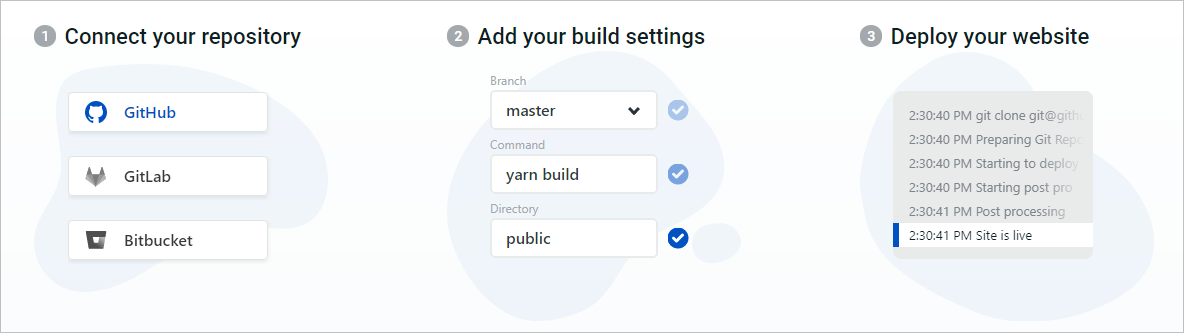 1 Connect your repository
GitHub
GitLab
Bitbucket
2 Add your build settings
Branch
master
Command
yarn build
Directory
public
3 Deploy your website
2:30:40 PM git clone git@githu
2:30:40 PM Preparing Git Repo
2:30:40 PM Starting to deploy
2:30:40 PM Starting post pro
2:30:41 PM Post processing
2:30:41 PM Site is live